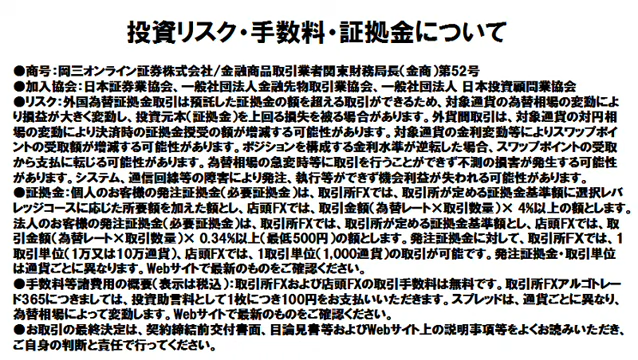 投資リスク・手数料・証拠金について
●商号：岡三オンライン証券株式会社/金融商品取引業者関東財務局長（金商）第52号
●加入協会：日本証券業協会、一般社団法人金融先物取引業協会、一般社団法人 日本投資顧問業協会
●リスク：外国為替証拠金取引は預託した証拠金の額を超える取引ができるため、対象通貨の為替相場の変動によ
り損益が大きく変動し、投資元本（証拠金）を上回る損失を被る場合があります。外貨間取引は、対象通貨の対円相
場の変動により決済時の証拠金授受の額が増減する可能性があります。対象通貨の金利変動等によりスワップポイ
ントの受取額が増減する可能性があります。ポジションを構成する金利水準が逆転した場合、スワップポイントの受取
から支払に転じる可能性があります。為替相場の急変時等に取引を行うことができず不測の損害が発生する可能性
があります。システム、通信回線等の障害により発注、執行等ができず機会利益が失われる可能性があります。
●証拠金：個人のお客様の発注証拠金（必要証拠金）は、取引所FXでは、取引所が定める証拠金基準額に選択レバ
レッジコースに応じた所要額を加えた額とし、店頭FXでは、取引金額（為替レート×取引数量）× 4%以上の額とします。
法人のお客様の発注証拠金（必要証拠金）は、取引所FXでは、取引所が定める証拠金基準額とし、店頭FXでは、取
引金額（為替レート×取引数量）× 0.34%以上（最低500円）の額とします。発注証拠金に対して、取引所FXでは、1
取引単位（1万又は10万通貨）、店頭FXでは、1取引単位（1,000通貨）の取引が可能です。発注証拠金・取引単位
は通貨ごとに異なります。Webサイトで最新のものをご確認ください。
●手数料等諸費用の概要（表示は税込）：取引所FXおよび店頭FXの取引手数料は無料です。取引所FXアルゴトレー
ド365につきましては、投資助言料として1枚につき100円をお支払いいただきます。スプレッドは、通貨ごとに異なり、
為替相場によって変動します。Webサイトで最新のものをご確認ください。
●お取引の最終決定は、契約締結前交付書面、目論見書等およびWebサイト上の説明事項等をよくお読みいただき、
ご自身の判断と責任で行ってください。